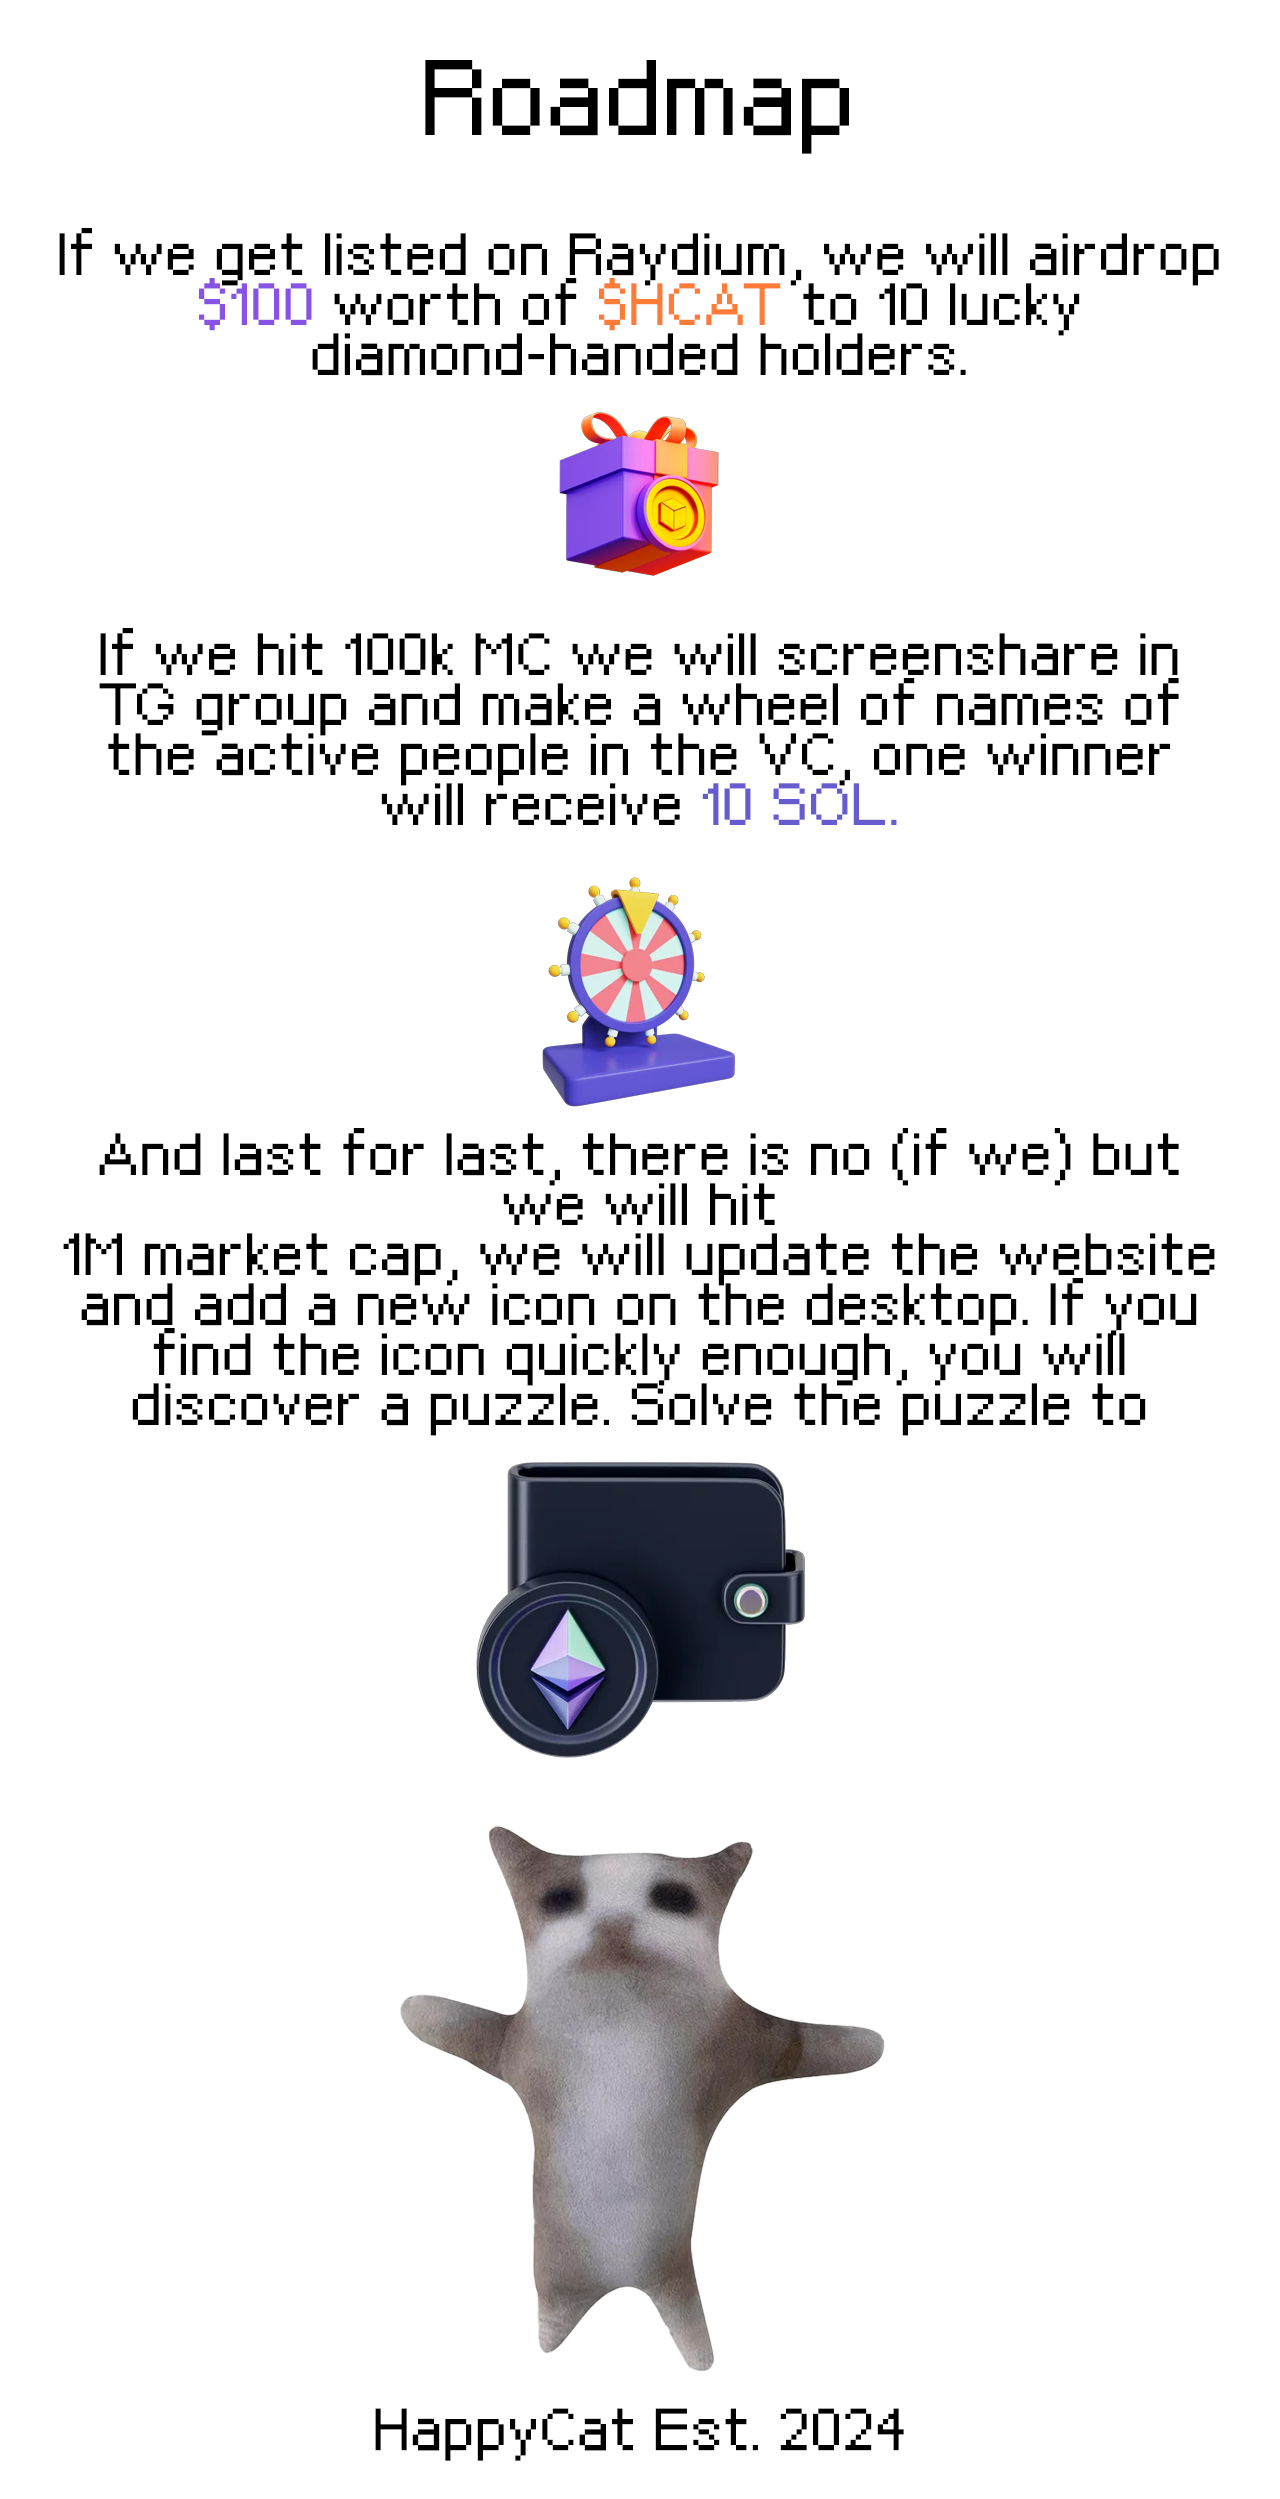 Roadmap
If we get listed on Raydium, we will airdrop
$100 worth of $HCAT to 10 lucky
diamond-handed holders.
If we hit 100k MC we will screenshare in
TG group and make a wheel of names of
the active people in the VC, one winner
will receive 10 SOL.
And last for last, there is no (if we) but
we will hit
1M market cap, we will update the website
and add a new icon on the desktop. If you
find the icon quickly enough, you will
discover a puzzle. Solve the puzzle to
HappyCat Est. 2024